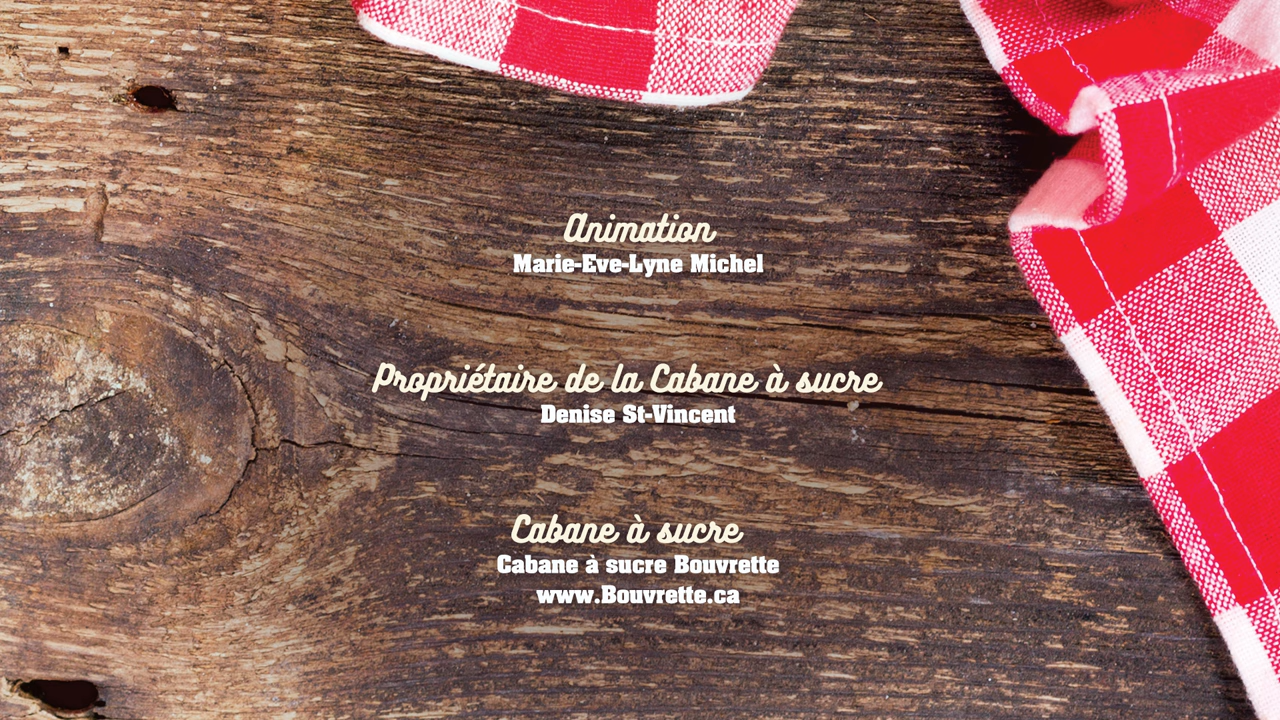 Animation
Marie-Eve-Lyne Michel
Propriétaire de la Cabane à sucre
Denise St-Vincent
Cabane à sucre
Cabane à sucre Bouvrette
www.Bouvrette.ca